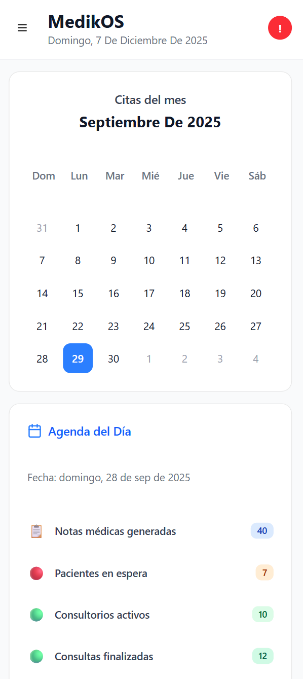 MedikOS
Domingo, 7 De Diciembre De 2025
!
Citas del mes
Septiembre De 2025
Dom Lun Mar Mié Jue Vie Sáb
31 1 2 3 4 5 6
7 8 9 10 11 12 13
14 15 16 17 18 19 20
21 22 23 24 25 26 27
28 29 30 1 2 3 4
Agenda del Día
Fecha: domingo, 28 de sep de 2025
Notas médicas generadas 40
Pacientes en espera 7
Consultorios activos 10
Consultas finalizadas 12